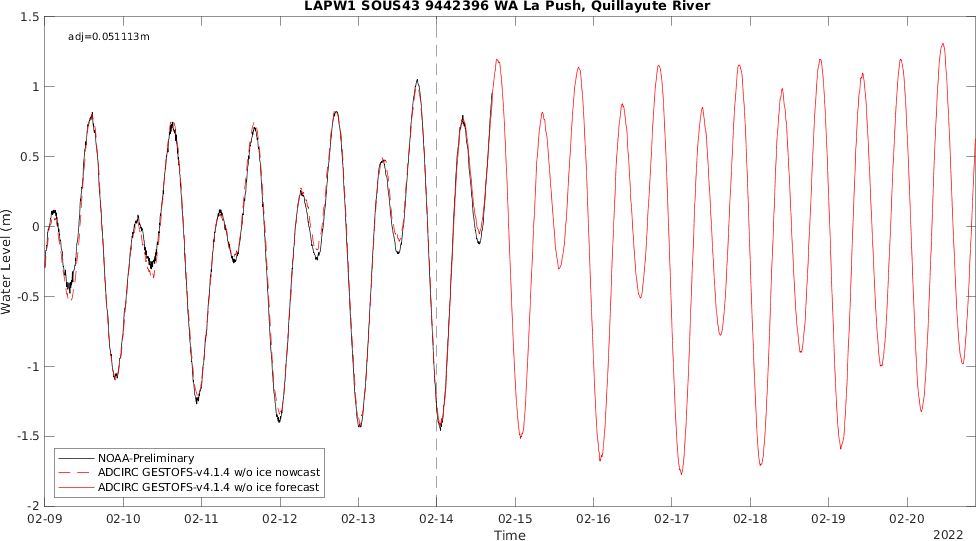 LAPW1 SOUS43 9442396 WA La Push, Quillayute River
adj=0.051113m
1.5
1
0.5
0
-0.5
-1
-1.5
-2
Water Level (m)
NOAA-Preliminary
ADCIRC GESTOFS-v4.1.4 w/o ice nowcast
ADCIRC GESTOFS-v4.1.4 w/o ice forecast
02-09 02-10 02-11 02-12 02-13 02-14 02-15 02-16 02-17 02-18 02-19 02-20
Time
2022